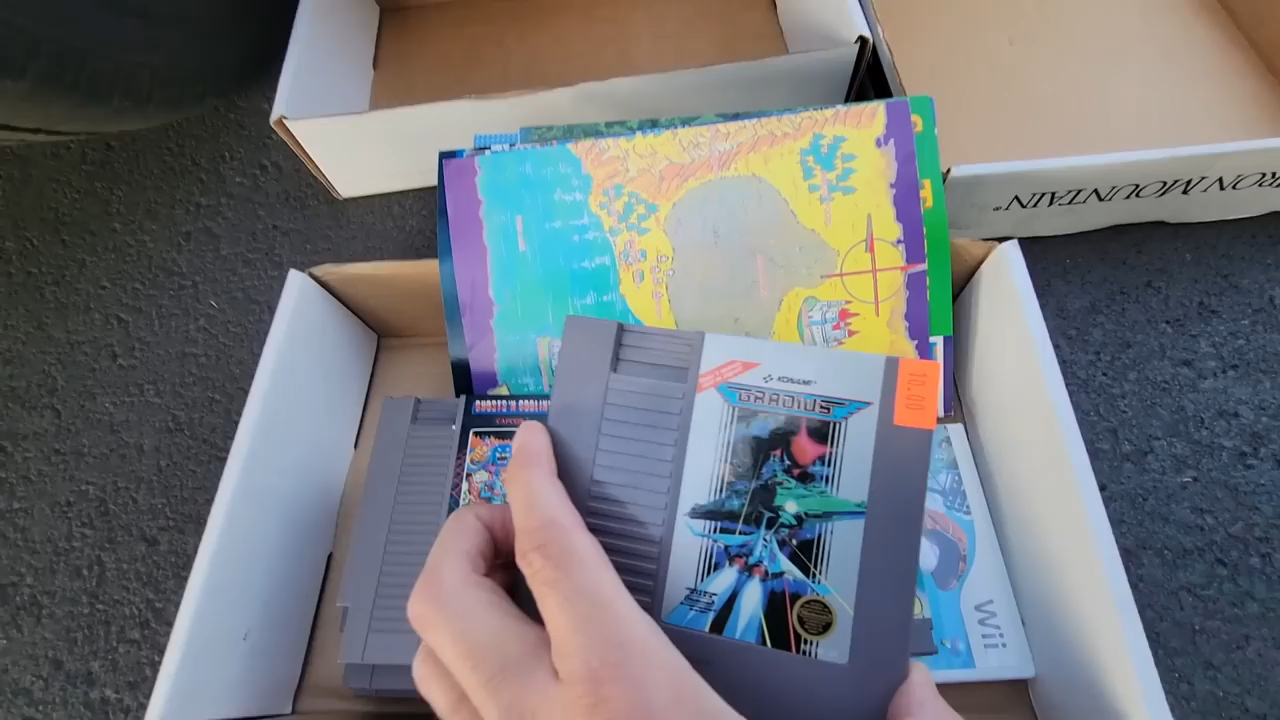 IRON MOUNTAIN®
KONAMI®
GRADIUS
10.00
GHOSTS 'N GOBLINS
CAPCOM
Wii